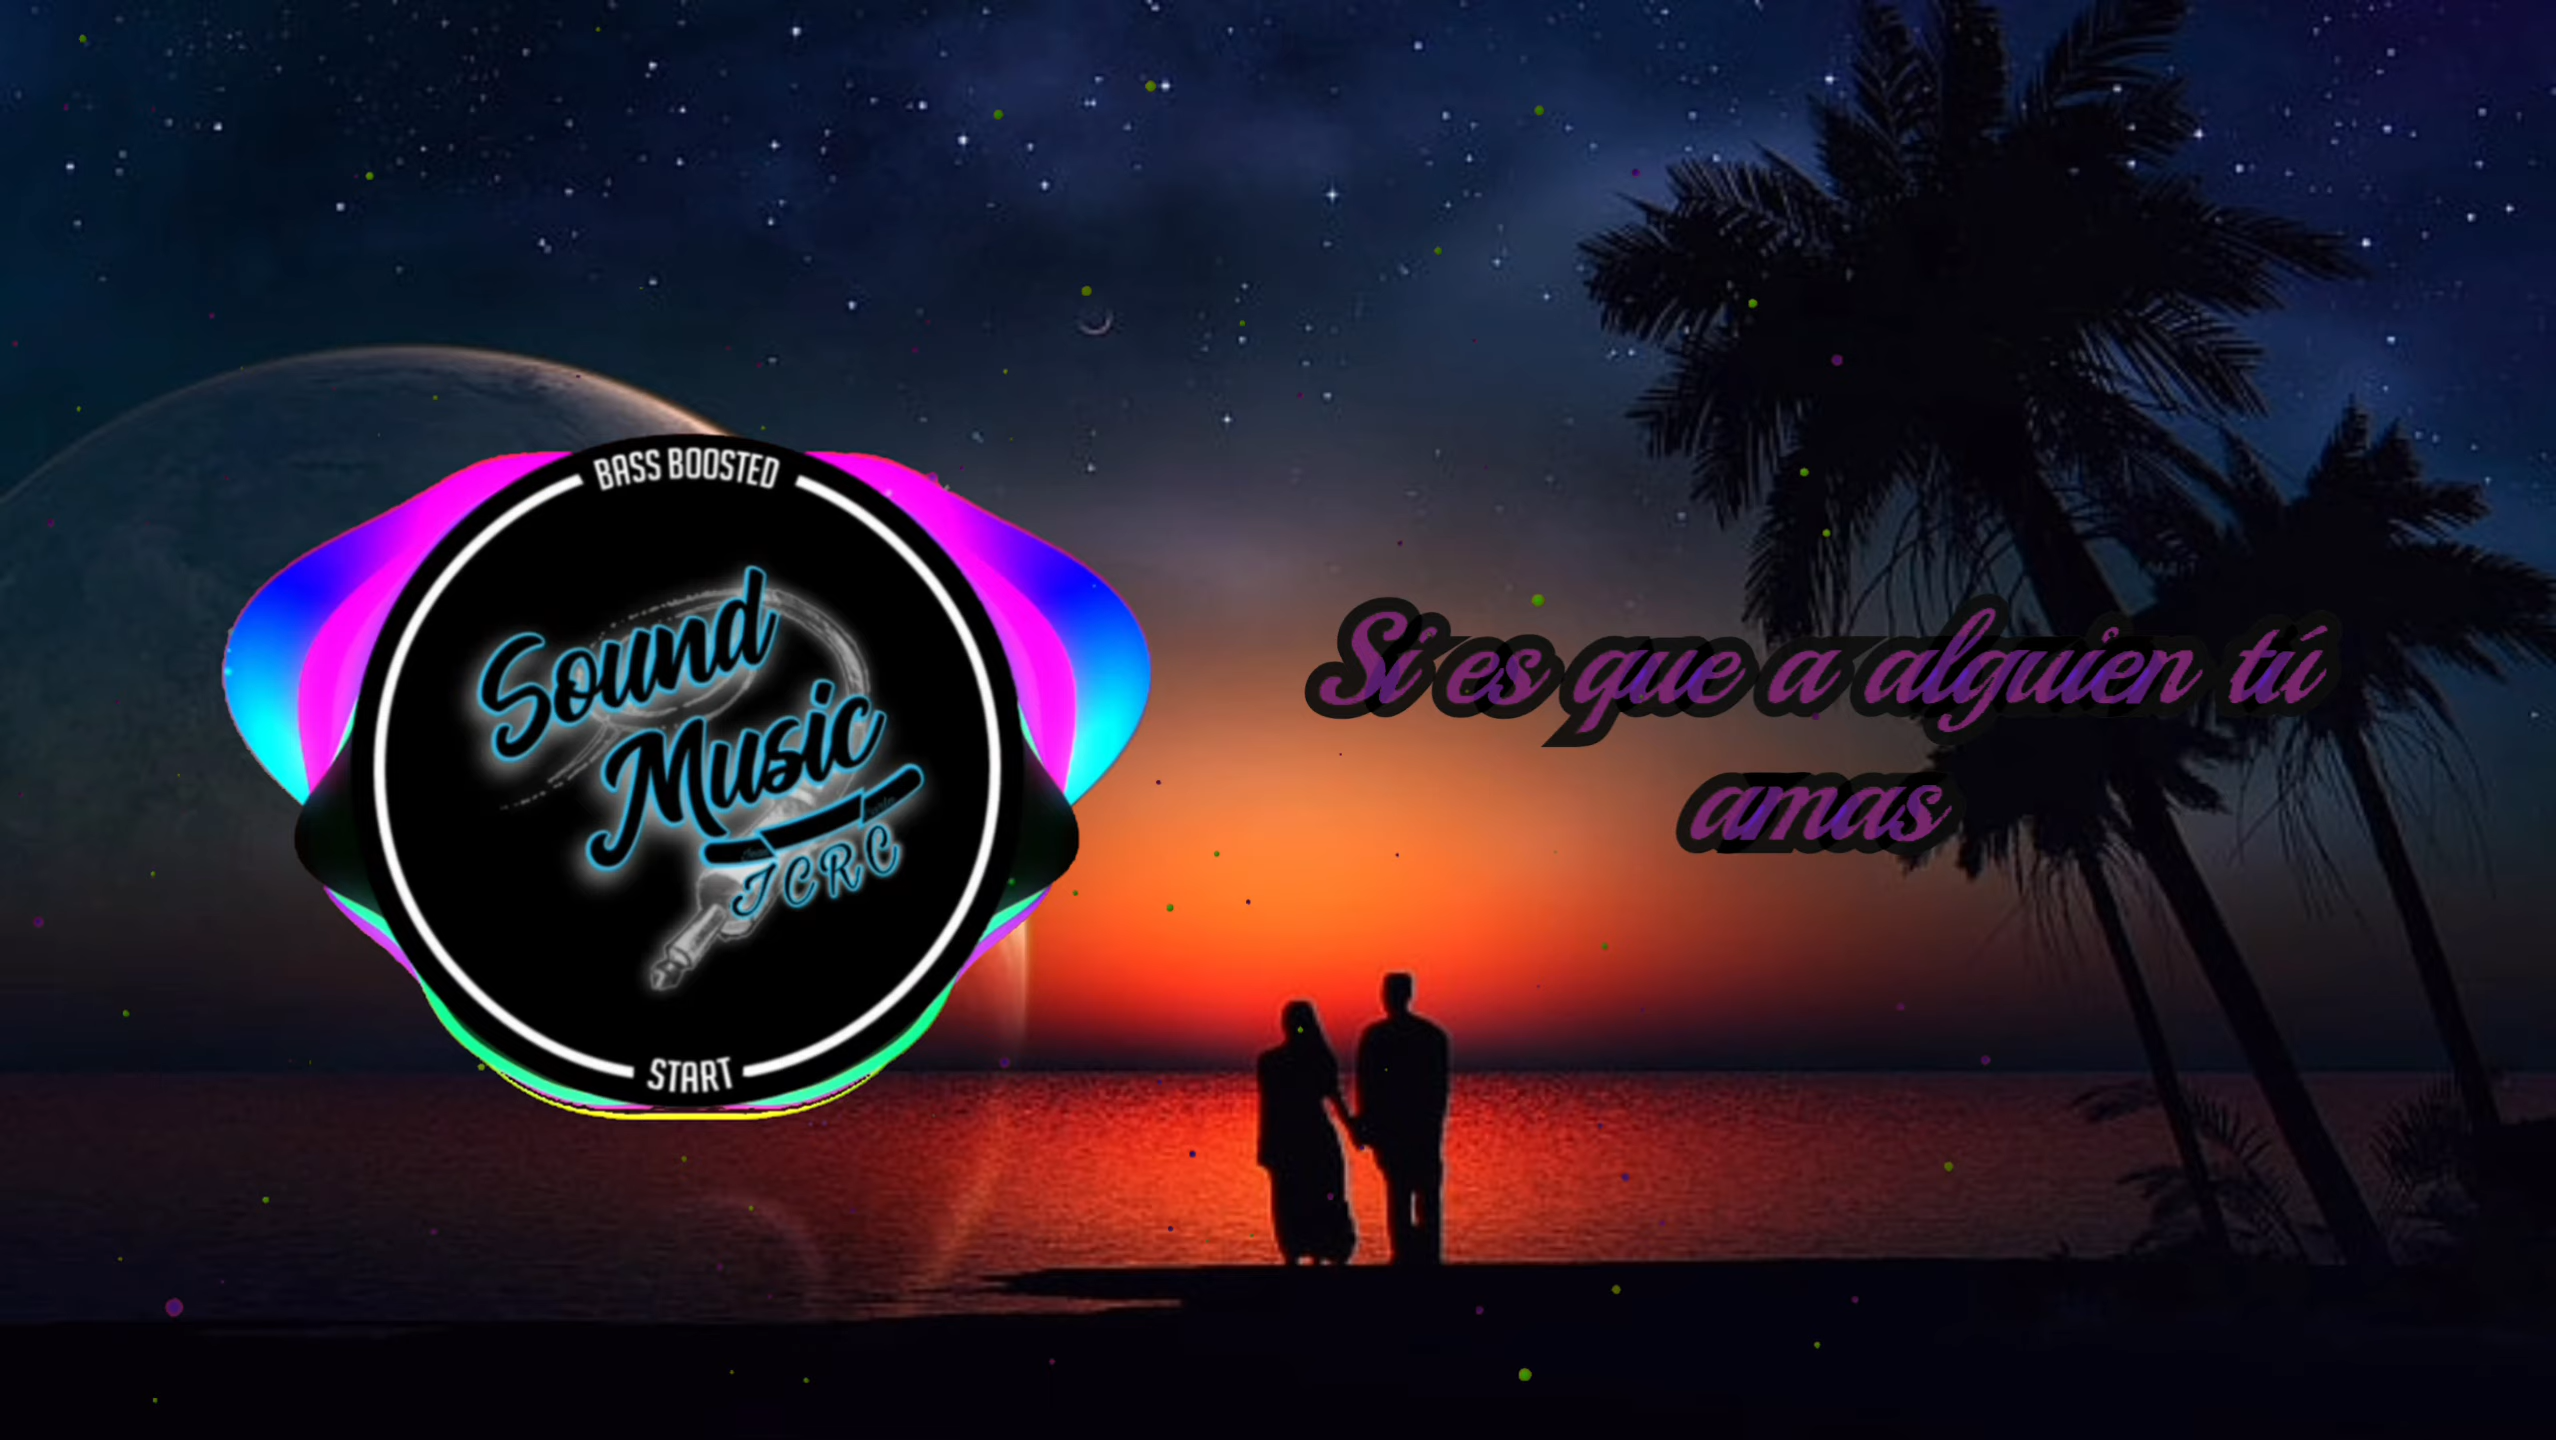 BASS BOOSTED
Sound
Music
JCRC
START
Si es que a alguien tú
amas